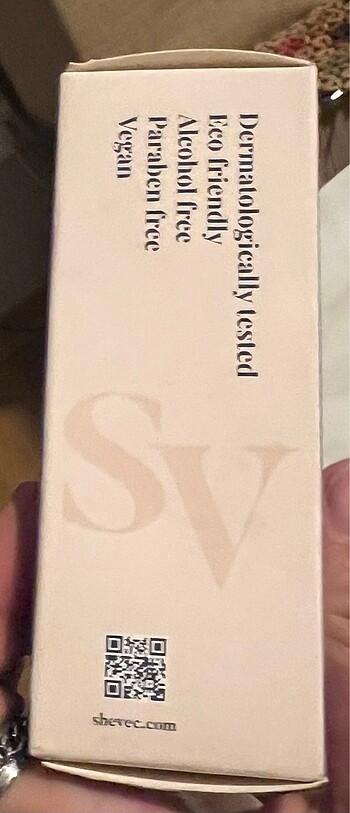 Dermatologically tested
Eco friendly
Alcohol free
Paraben free
Vegan
SV
shevec.com